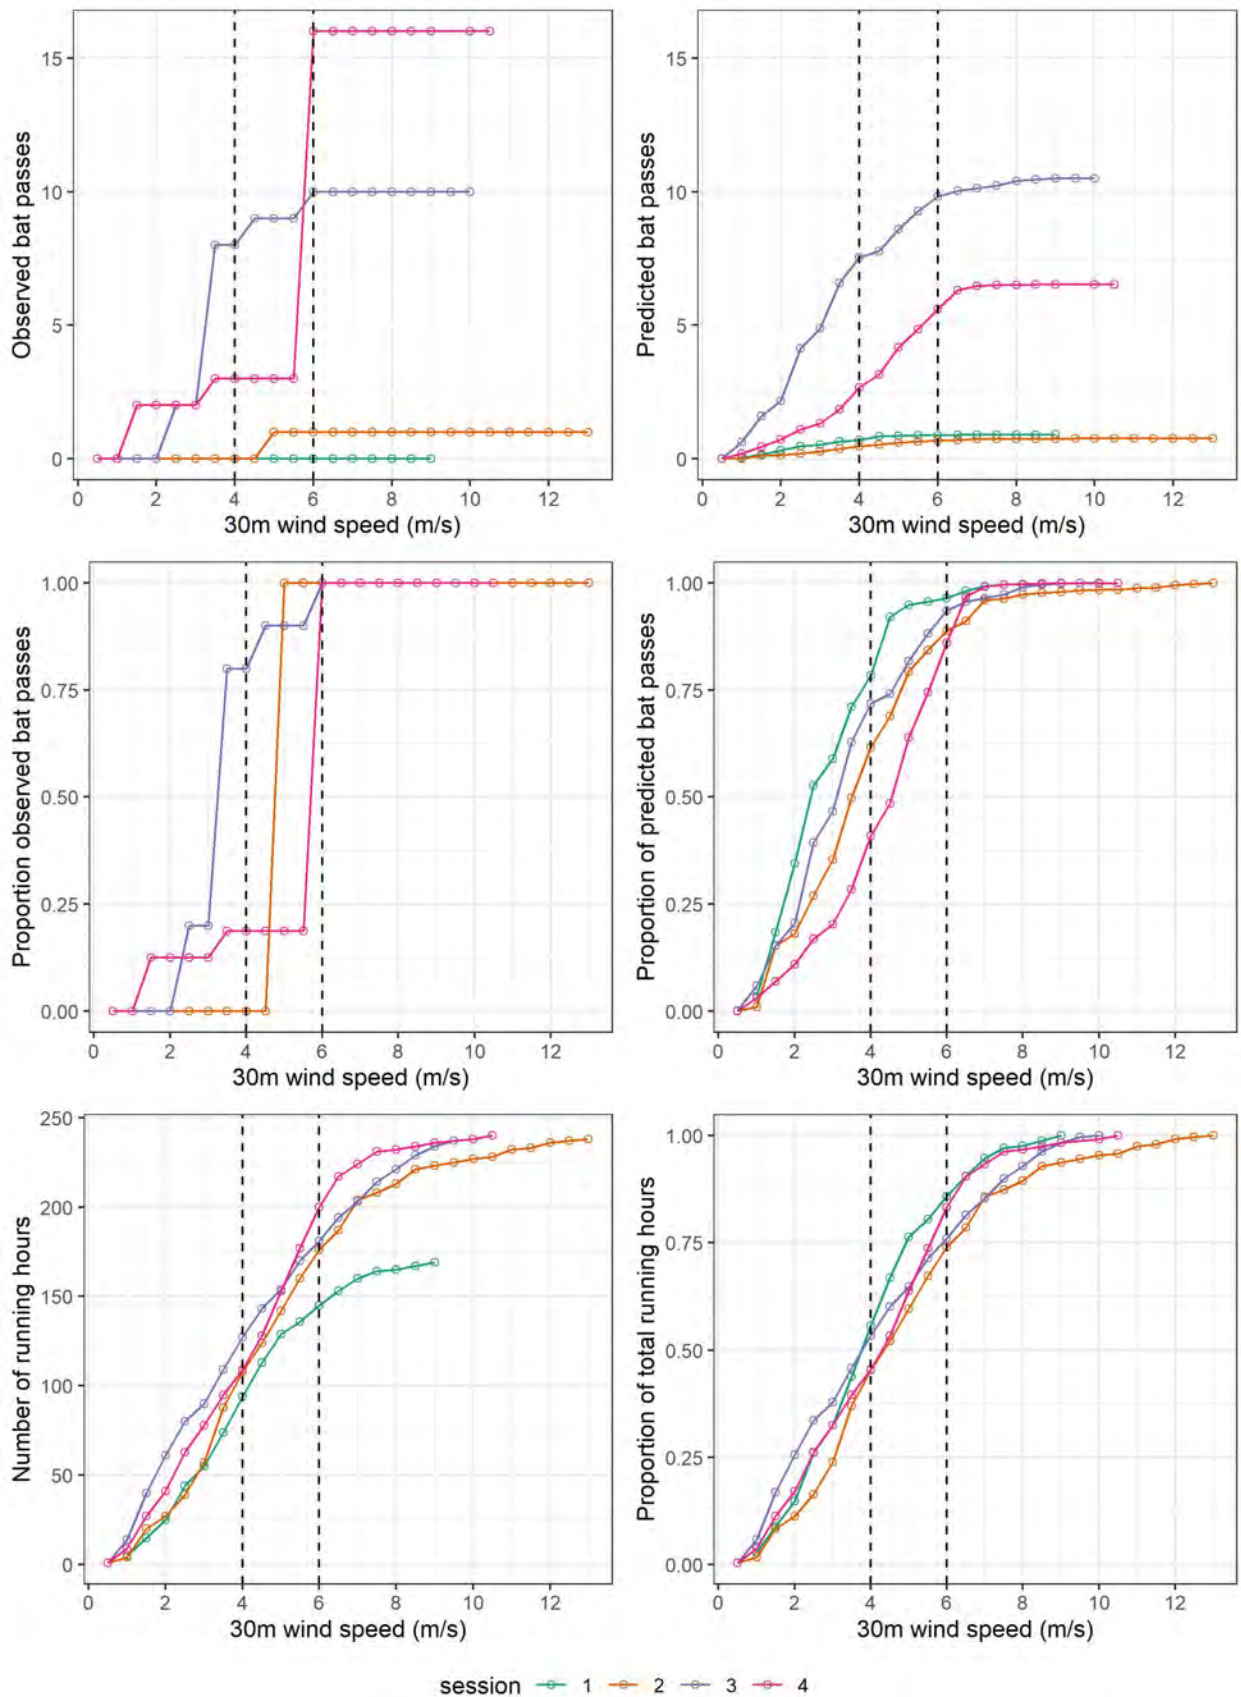 Observed bat passes
15
10
5
0
0 2 4 6 8 10 12
30m wind speed (m/s)
Predicted bat passes
15
10
5
0
0 2 4 6 8 10 12
30m wind speed (m/s)
Proportion observed bat passes
1.00
0.75
0.50
0.25
0.00
0 2 4 6 8 10 12
30m wind speed (m/s)
Proportion of predicted bat passes
1.00
0.75
0.50
0.25
0.00
0 2 4 6 8 10 12
30m wind speed (m/s)
Number of running hours
250
200
150
100
50
0
0 2 4 6 8 10 12
30m wind speed (m/s)
Proportion of total running hours
1.00
0.75
0.50
0.25
0.00
0 2 4 6 8 10 12
30m wind speed (m/s)
session 1 2 3 4